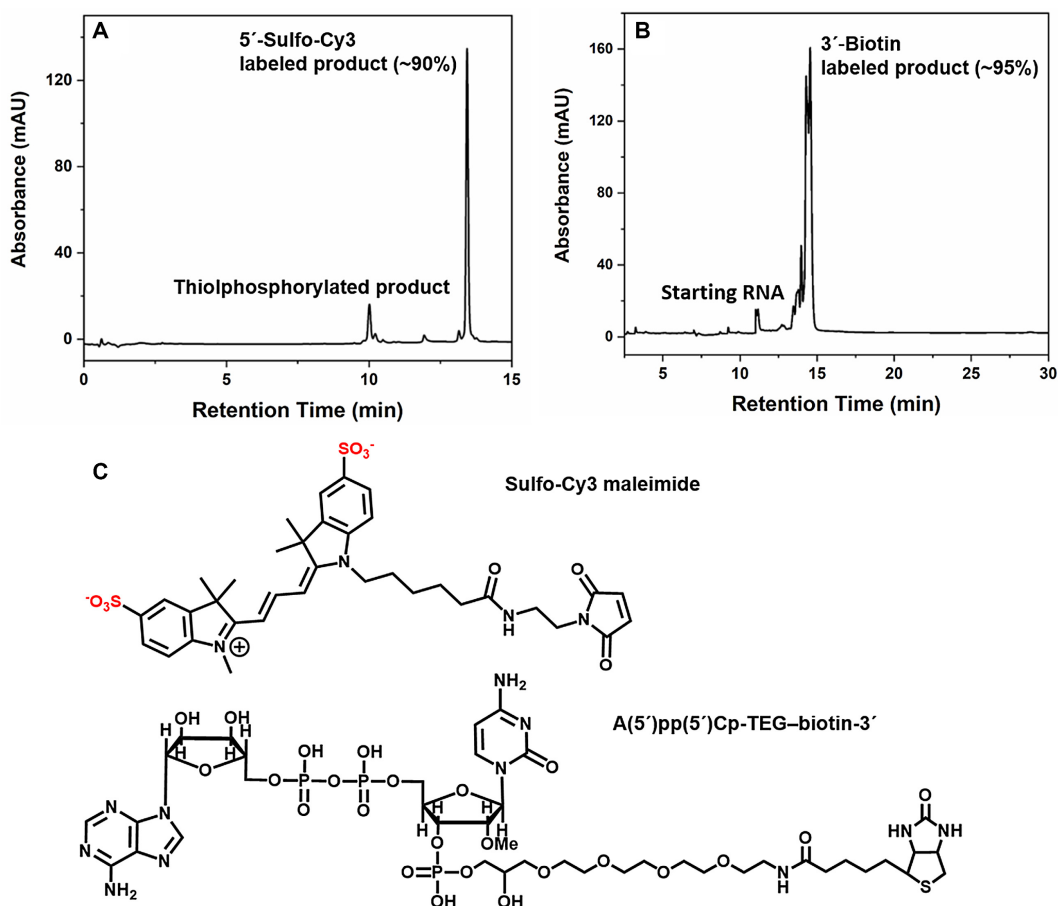 A
5´-Sulfo-Cy3
labeled product (~90%)
Thiolphosphorylated product
Absorbance (mAU)
120
80
40
0
0
5
10
15
Retention Time (min)
B
3´-Biotin
labeled product (~95%)
Starting RNA
Absorbance (mAU)
160
120
80
40
0
5
10
15
20
25
30
Retention Time (min)
C
SO3-
Sulfo-Cy3 maleimide
-O3S
N
+
N
O
N
H
N
O
O
NH2
A(5´)pp(5´)Cp-TEG–biotin-3´
N
N
O
OH
OH
H
H
H
H
O
O
OH
OH
P
O
P
O
O
O
O
H
H
H
OMe
N
N
N
N
NH2
O
P
O
OH
O
OH
O
O
O
O
N
H
O
O
HN
NH
S